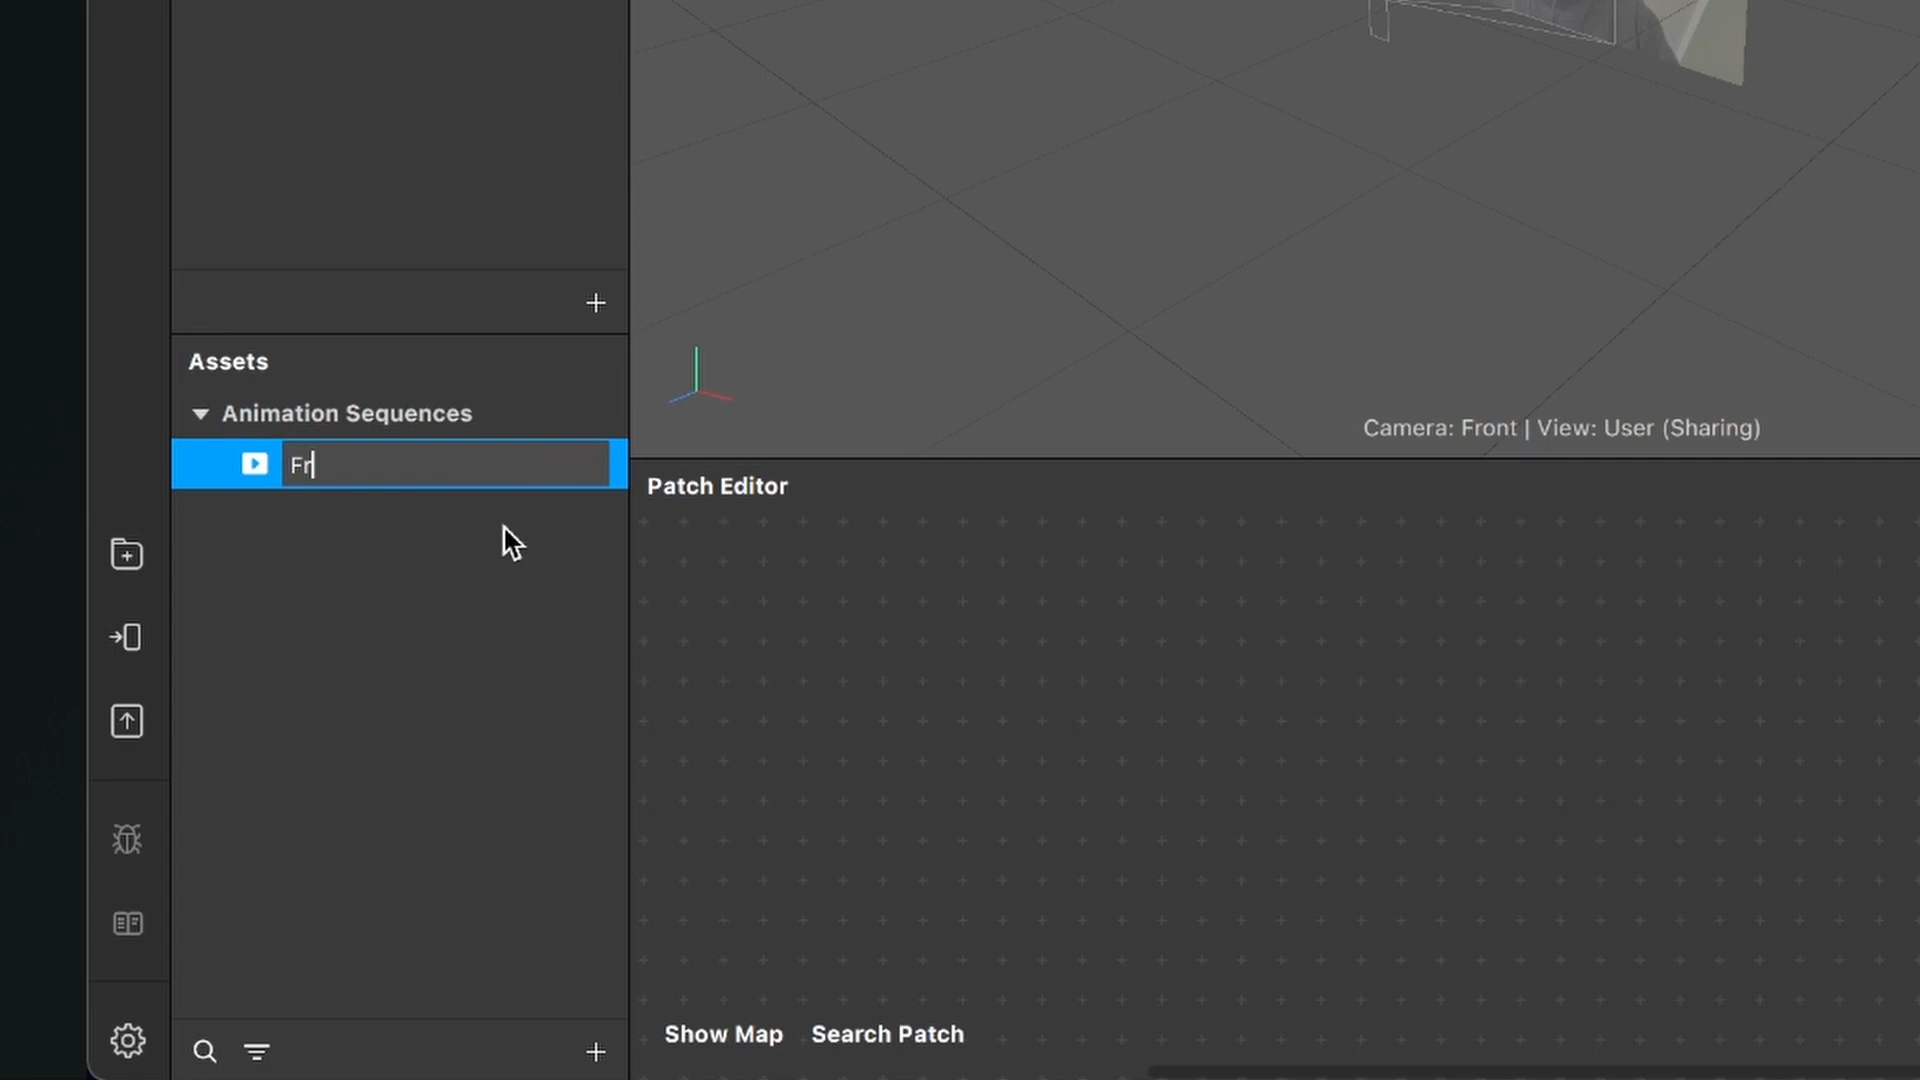 Assets
Animation Sequences
Fr
Camera: Front | View: User (Sharing)
Patch Editor
Show Map
Search Patch